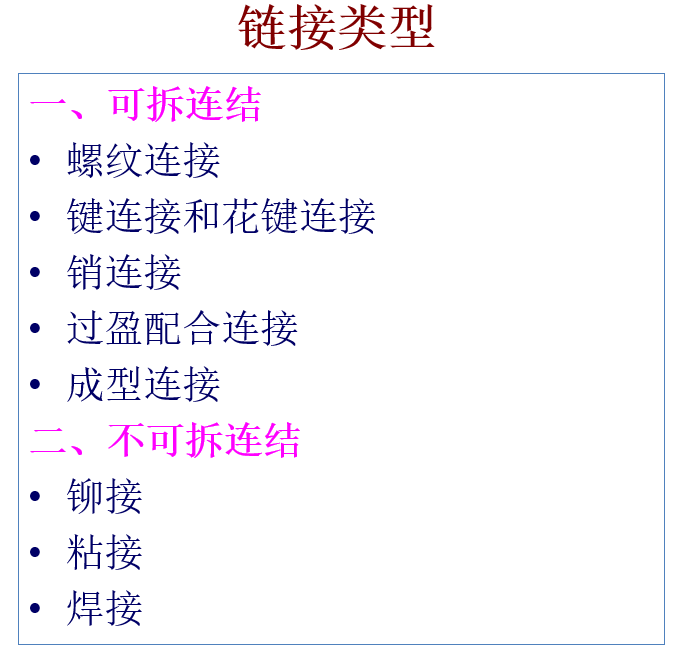 链接类型
一、可拆连结
• 螺纹连接
• 键连接和花键连接
• 销连接
• 过盈配合连接
• 成型连接
二、不可拆连结
• 铆接
• 粘接
• 焊接